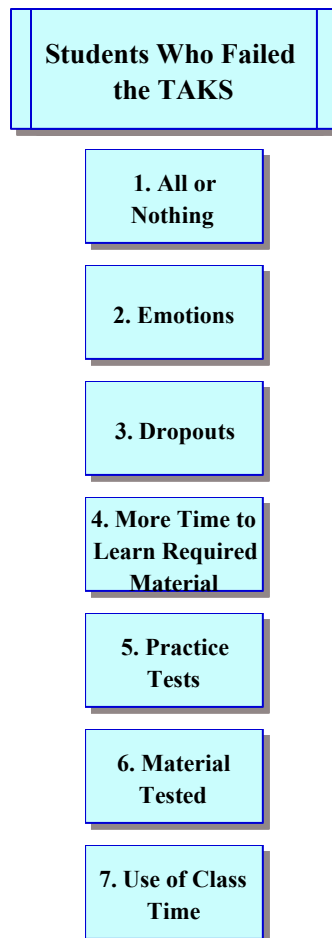 Students Who Failed
the TAKS
1. All or
Nothing
2. Emotions
3. Dropouts
4. More Time to
Learn Required
Material
5. Practice
Tests
6. Material
Tested
7. Use of Class
Time